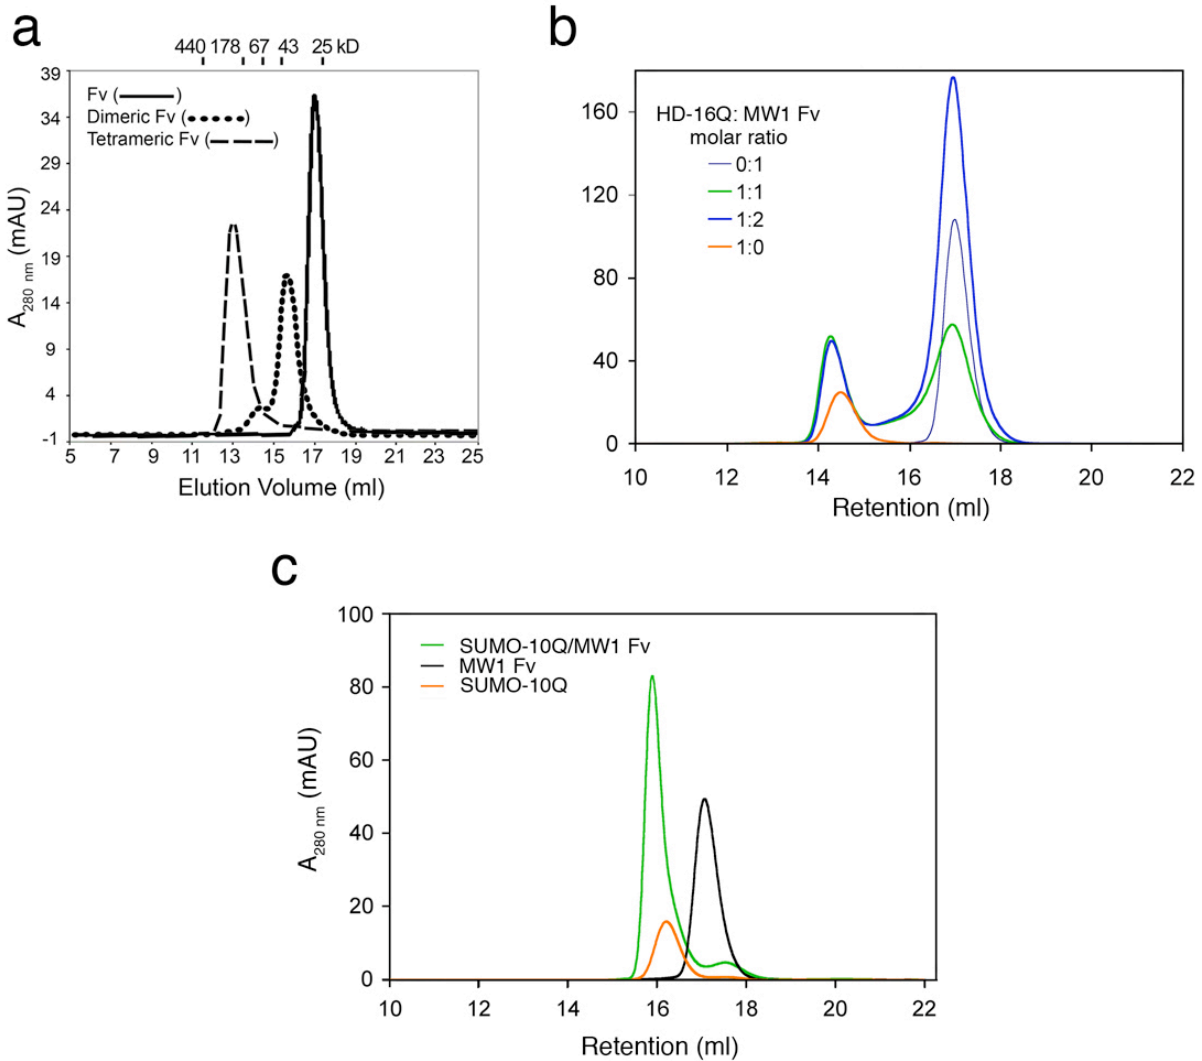 a
440 178 67 43 25 kD
39
34
29
24
19
14
9
4
-1
Fv ( )
Dimeric Fv ( )
Tetrameric Fv ( )
A280 nm (mAU)
5 7 9 11 13 15 17 19 21 23 25
Elution Volume (ml)
b
160
120
80
40
0
HD-16Q: MW1 Fv
molar ratio
0:1
1:1
1:2
1:0
10 12 14 16 18 20 22
Retention (ml)
c
100
80
60
40
20
0
SUMO-10Q/MW1 Fv
MW1 Fv
SUMO-10Q
A280 nm (mAU)
10 12 14 16 18 20 22
Retention (ml)